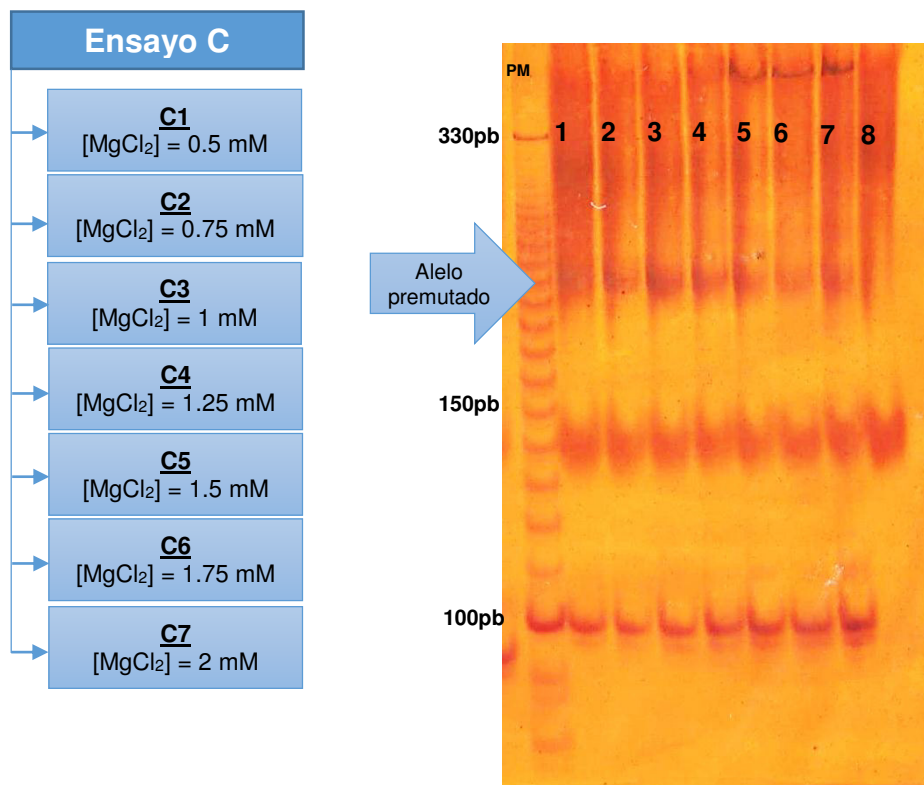 Ensayo C
C1
[MgCl₂] = 0.5 mM
C2
[MgCl₂] = 0.75 mM
C3
[MgCl₂] = 1 mM
C4
[MgCl₂] = 1.25 mM
C5
[MgCl₂] = 1.5 mM
C6
[MgCl₂] = 1.75 mM
C7
[MgCl₂] = 2 mM
PM
330pb
1 2 3 4 5 6 7 8
Alelo
premutado
150pb
100pb